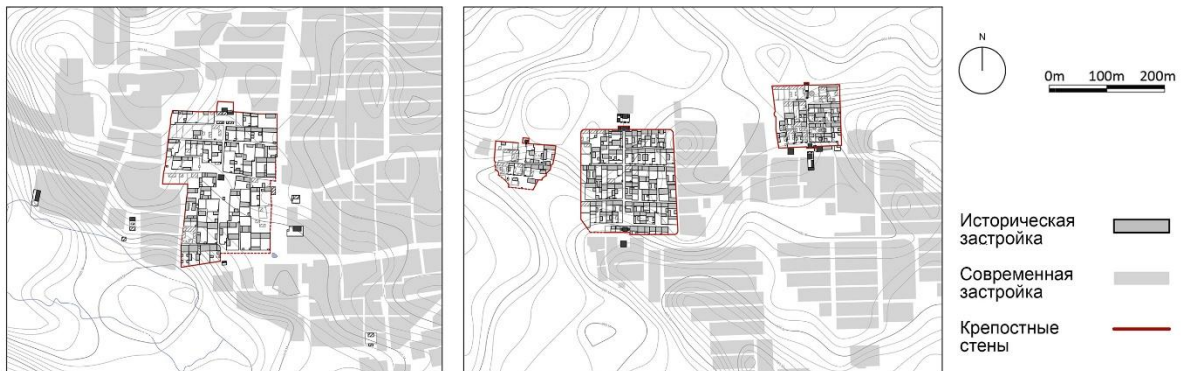 N
0m 100m 200m
Историческая
застройка
Современная
застройка
Крепостные
стены